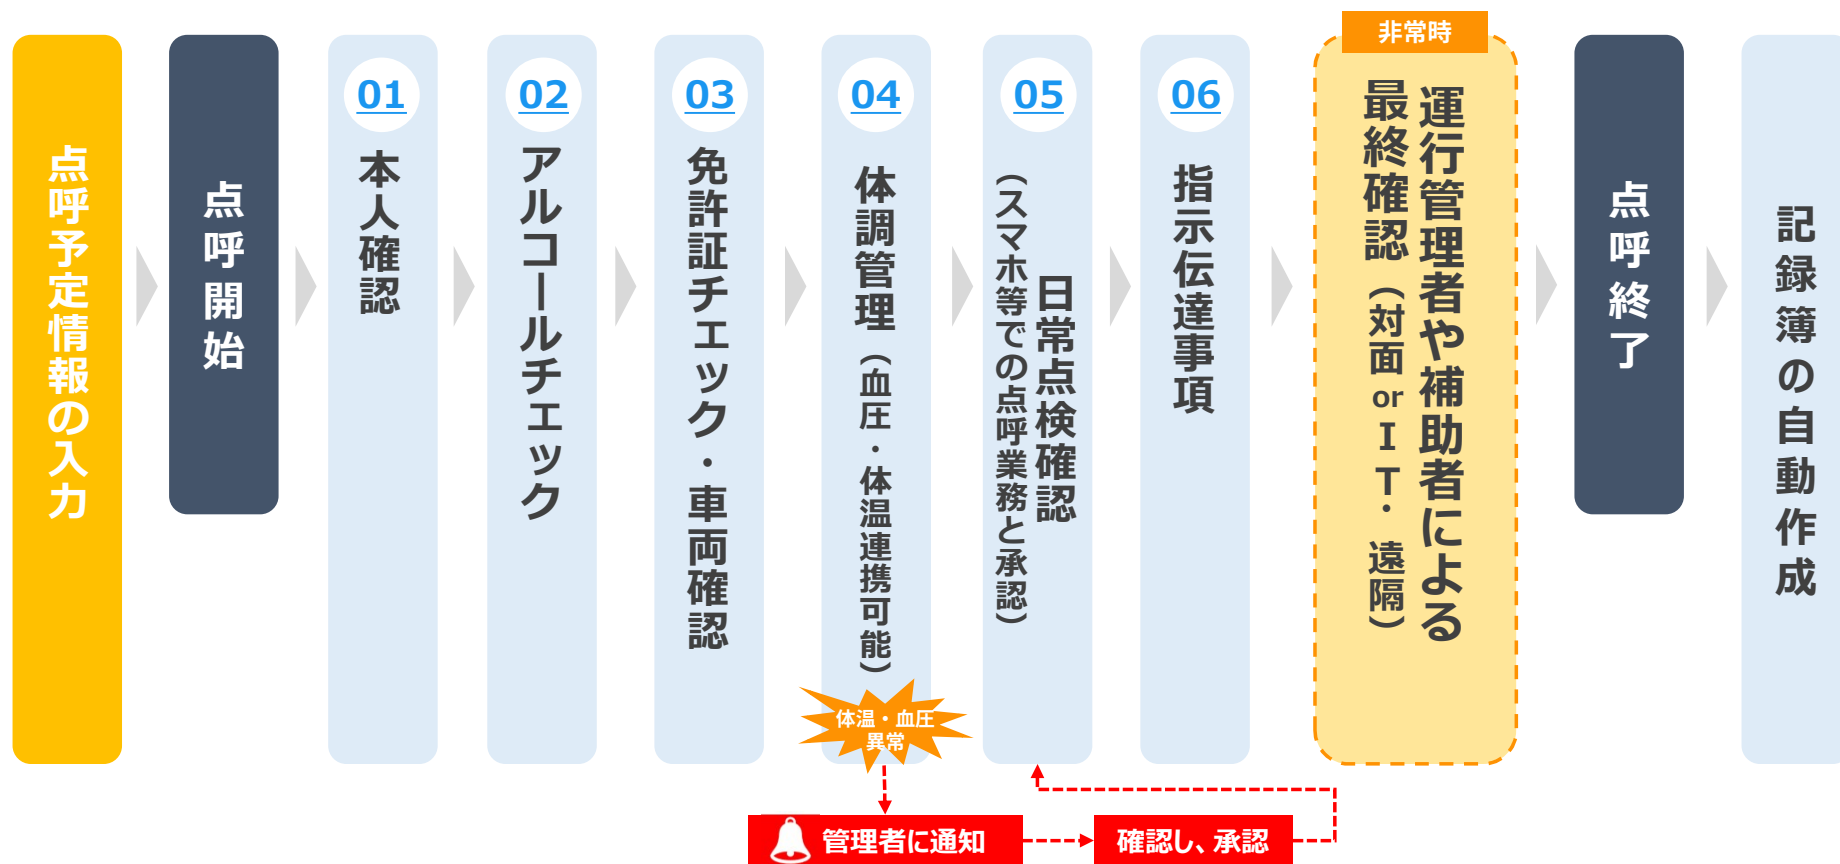 点呼予定情報の入力
点呼開始
01
本人確認
02
アルコールチェック
03
免許証チェック・車両確認
04
体調管理（血圧・体温連携可能）
体温・血圧
異常
05
日常点検確認
（スマホ等での点呼業務と承認）
06
指示伝達事項
非常時
運行管理者や補助者による
最終確認（対面orＩＴ・遠隔）
点呼終了
記録簿の自動作成
管理者に通知
確認し、承認